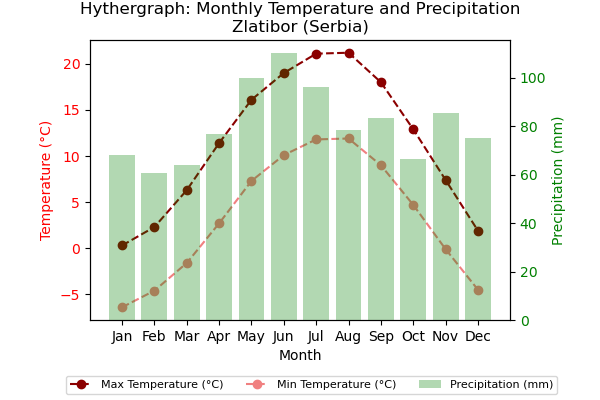 Hythergraph: Monthly Temperature and Precipitation
Zlatibor (Serbia)
Temperature (°C)
20
15
10
5
0
−5
Precipitation (mm)
100
80
60
40
20
0
Jan Feb Mar Apr May Jun Jul Aug Sep Oct Nov Dec
Month
Max Temperature (°C) Min Temperature (°C) Precipitation (mm)